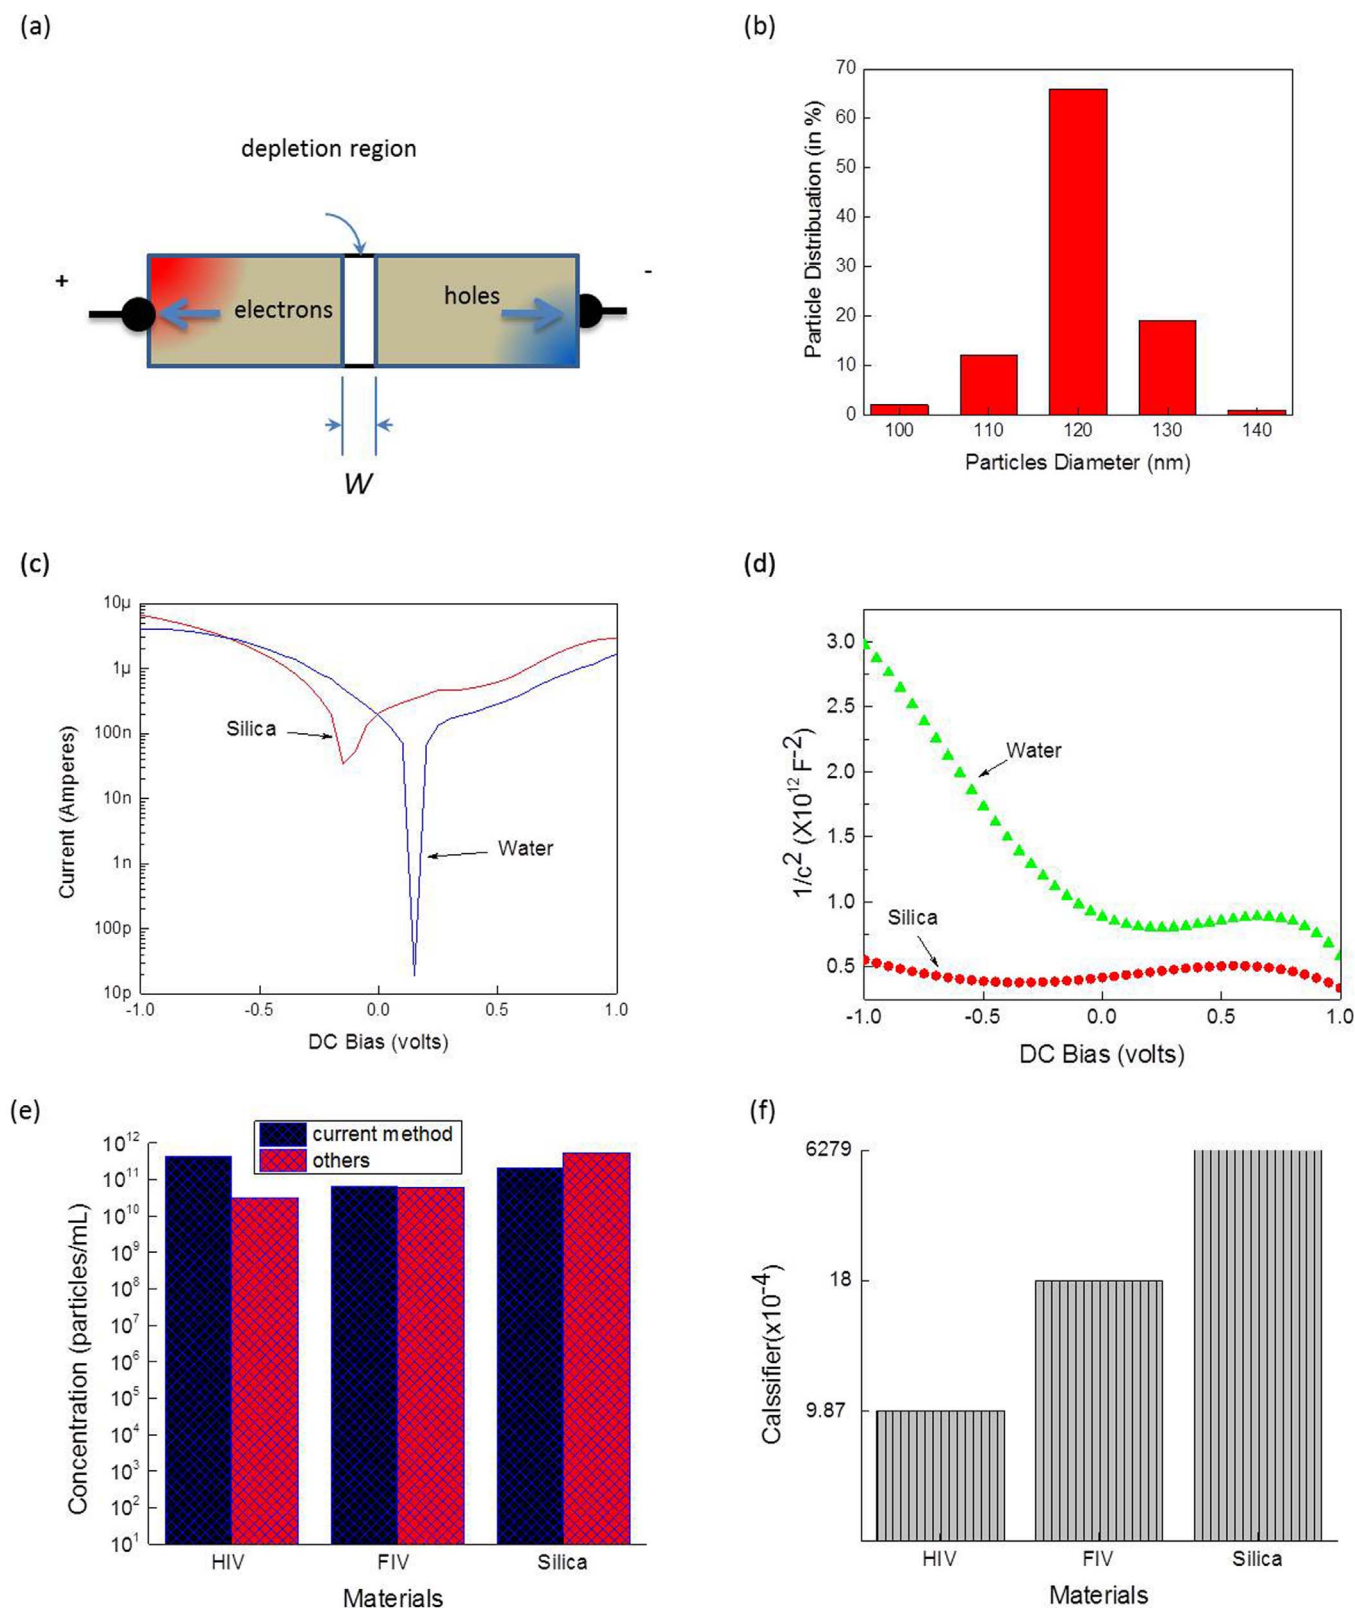 (a)
depletion region
+
-
electrons
holes
W
(b)
Particle Distribuation (in %)
70
60
50
40
30
20
10
0
100 110 120 130 140
Particles Diameter (nm)
(c)
Current (Amperes)
10µ
1µ
100n
10n
1n
100p
10p
Silica
Water
-1.0 -0.5 0.0 0.5 1.0
DC Bias (volts)
(d)
1/c² (X10¹² F⁻²)
3.0
2.5
2.0
1.5
1.0
0.5
Water
Silica
-1.0 -0.5 0.0 0.5 1.0
DC Bias (volts)
(e)
Concentration (particles/mL)
10¹²
10¹¹
10¹⁰
10⁹
10⁸
10⁷
10⁶
10⁵
10⁴
10³
10²
10¹
current method
others
HIV FIV Silica
Materials
(f)
Calssifier(x10⁻⁴)
6279
18
9.87
HIV FIV Silica
Materials